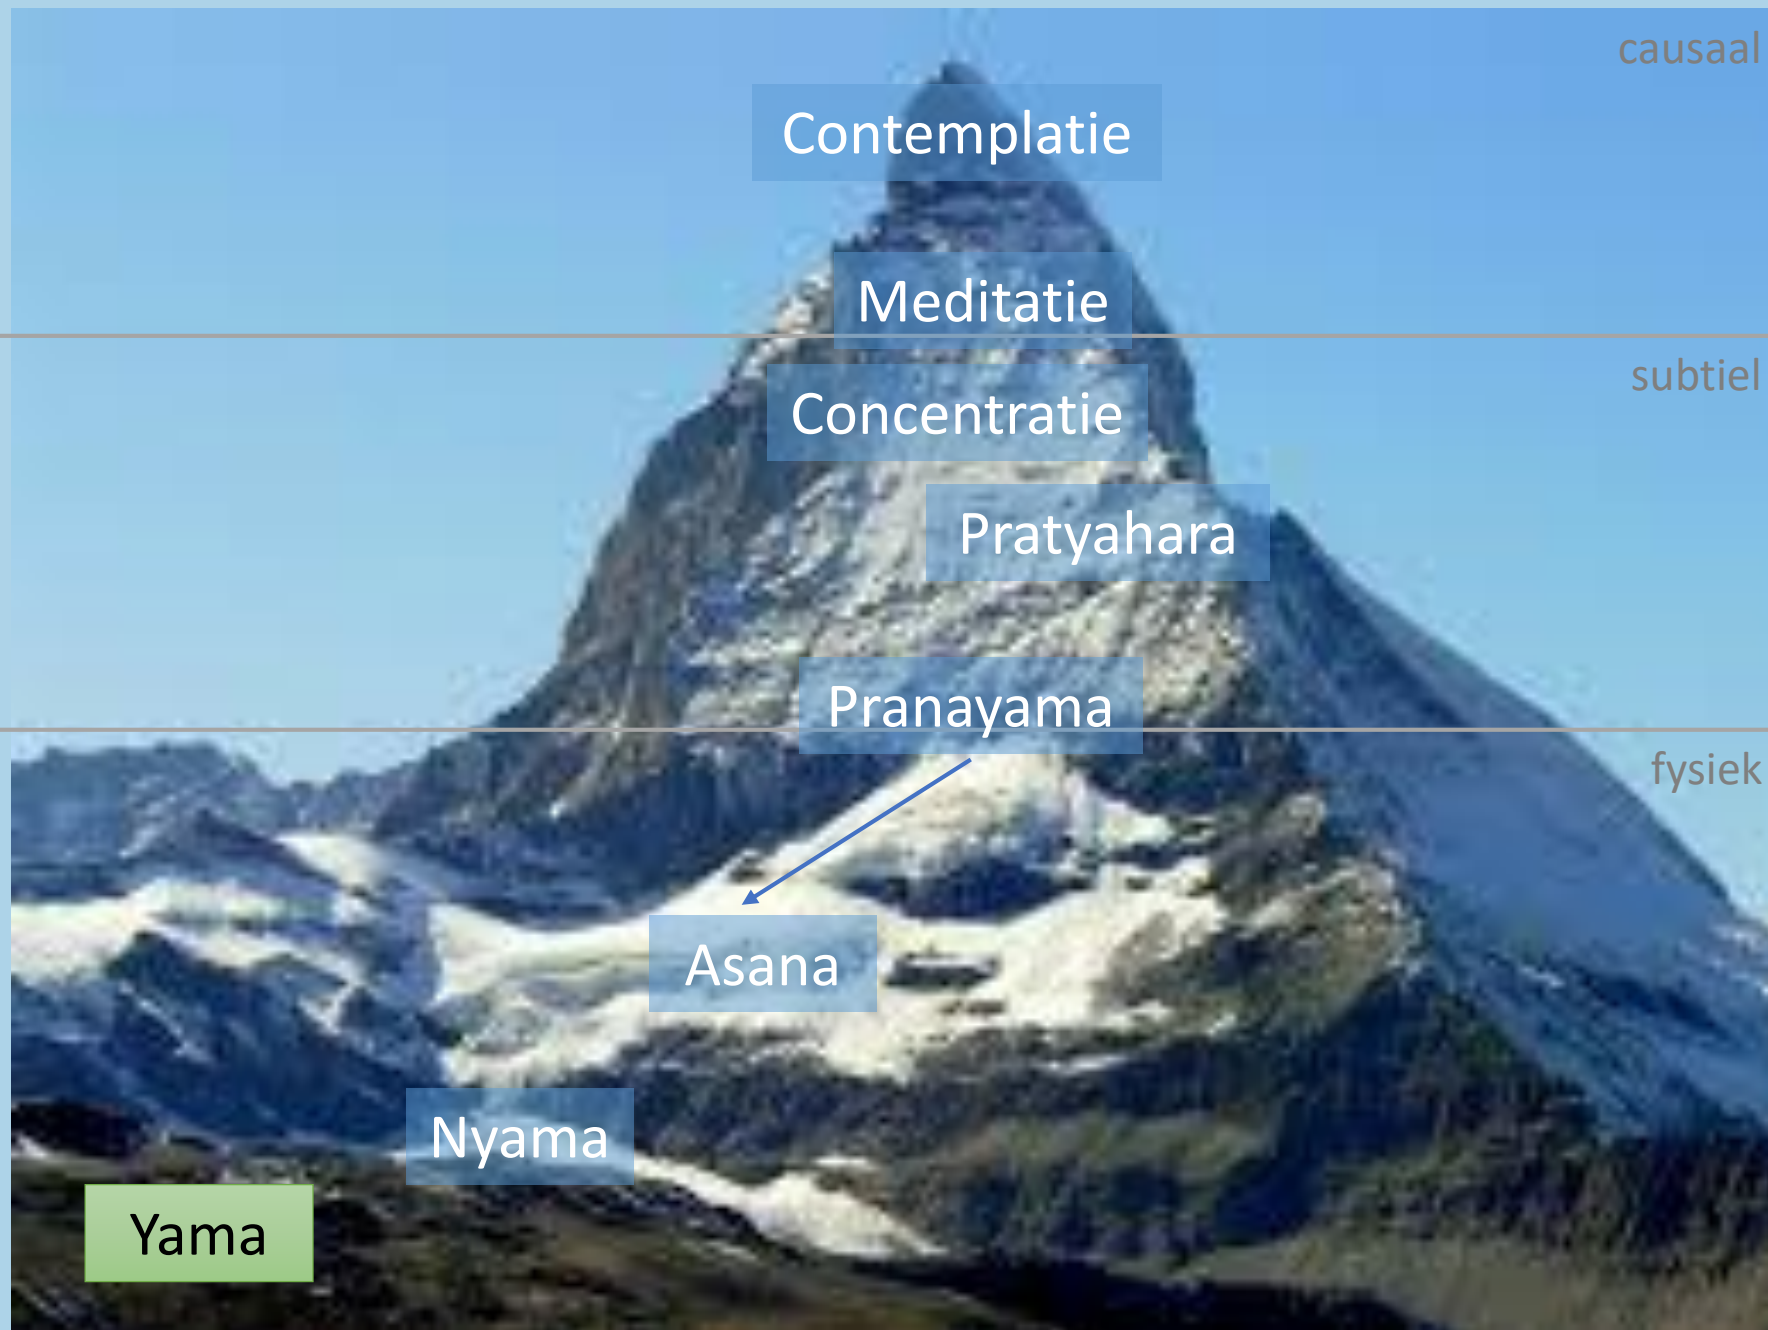 causaal
Contemplatie
Meditatie
subtiel
Concentratie
Pratyahara
Pranayama
fysiek
Asana
Nyama
Yama